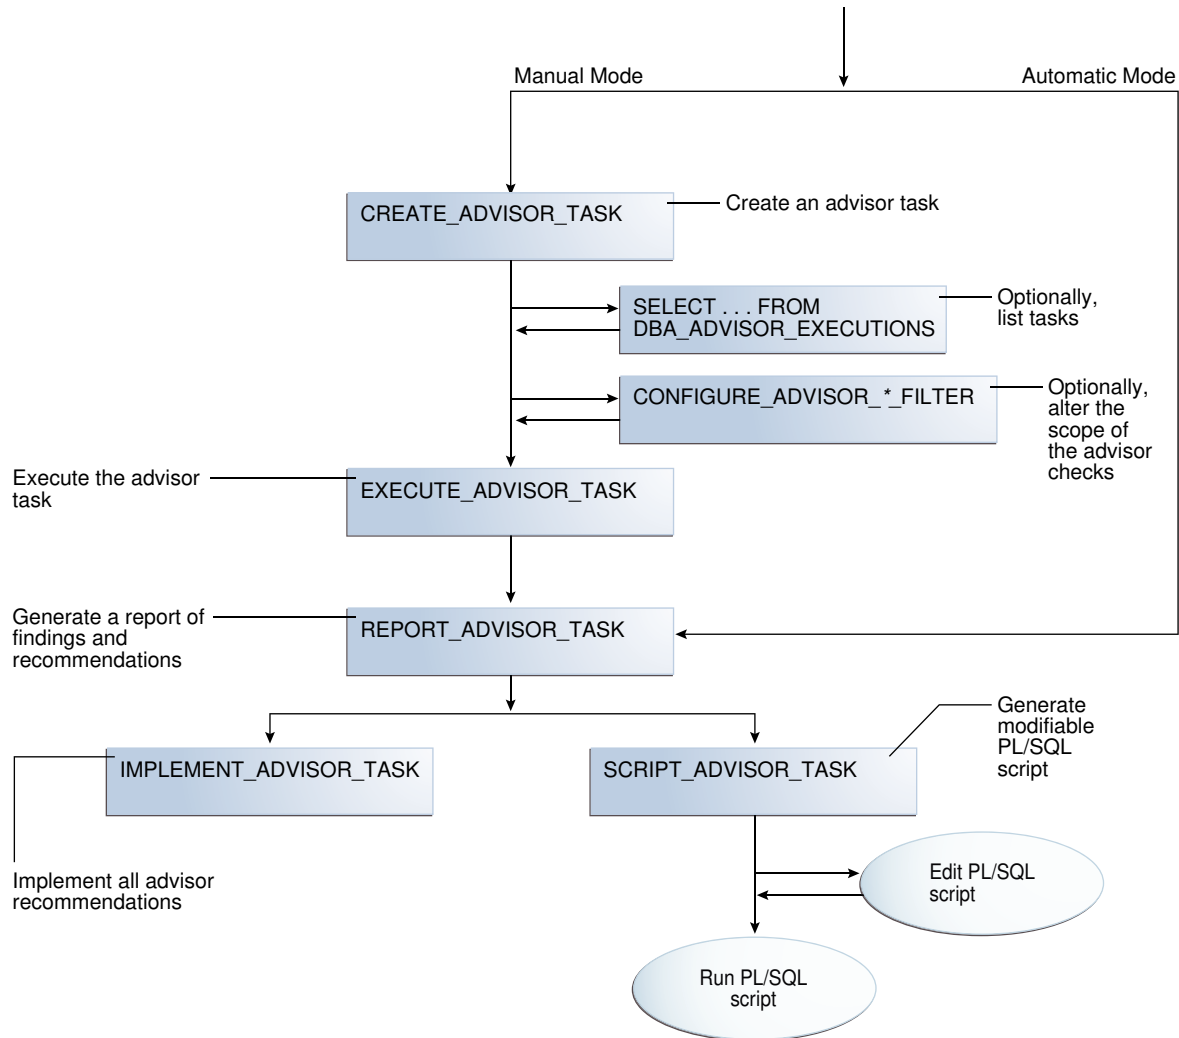 Manual Mode
Automatic Mode
CREATE_ADVISOR_TASK
Create an advisor task
SELECT . . . FROM
DBA_ADVISOR_EXECUTIONS
Optionally,
list tasks
CONFIGURE_ADVISOR_*_FILTER
Optionally,
alter the
scope of
the advisor
checks
Execute the advisor
task
EXECUTE_ADVISOR_TASK
Generate a report of
findings and
recommendations
REPORT_ADVISOR_TASK
IMPLEMENT_ADVISOR_TASK
SCRIPT_ADVISOR_TASK
Generate
modifiable
PL/SQL
script
Implement all advisor
recommendations
Edit PL/SQL
script
Run PL/SQL
script